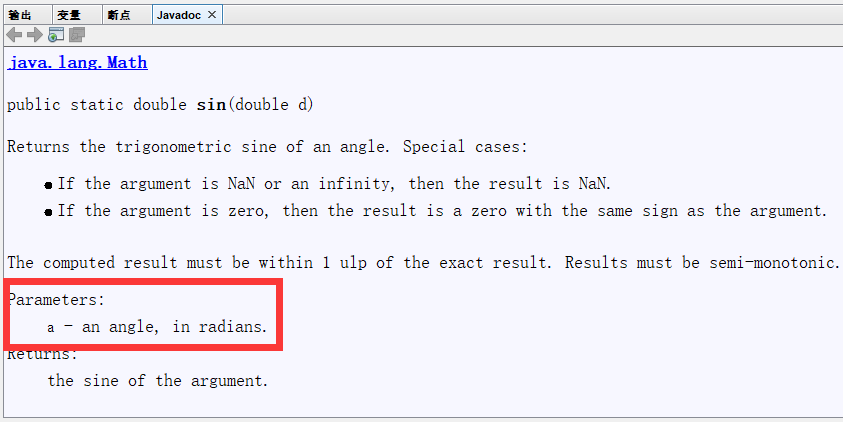 输出 变量 断点 Javadoc ×
java.lang.Math
public static double sin(double d)
Returns the trigonometric sine of an angle. Special cases:
If the argument is NaN or an infinity, then the result is NaN.
If the argument is zero, then the result is a zero with the same sign as the argument.
The computed result must be within 1 ulp of the exact result. Results must be semi-monotonic.
Parameters:
a - an angle, in radians.
Returns:
the sine of the argument.